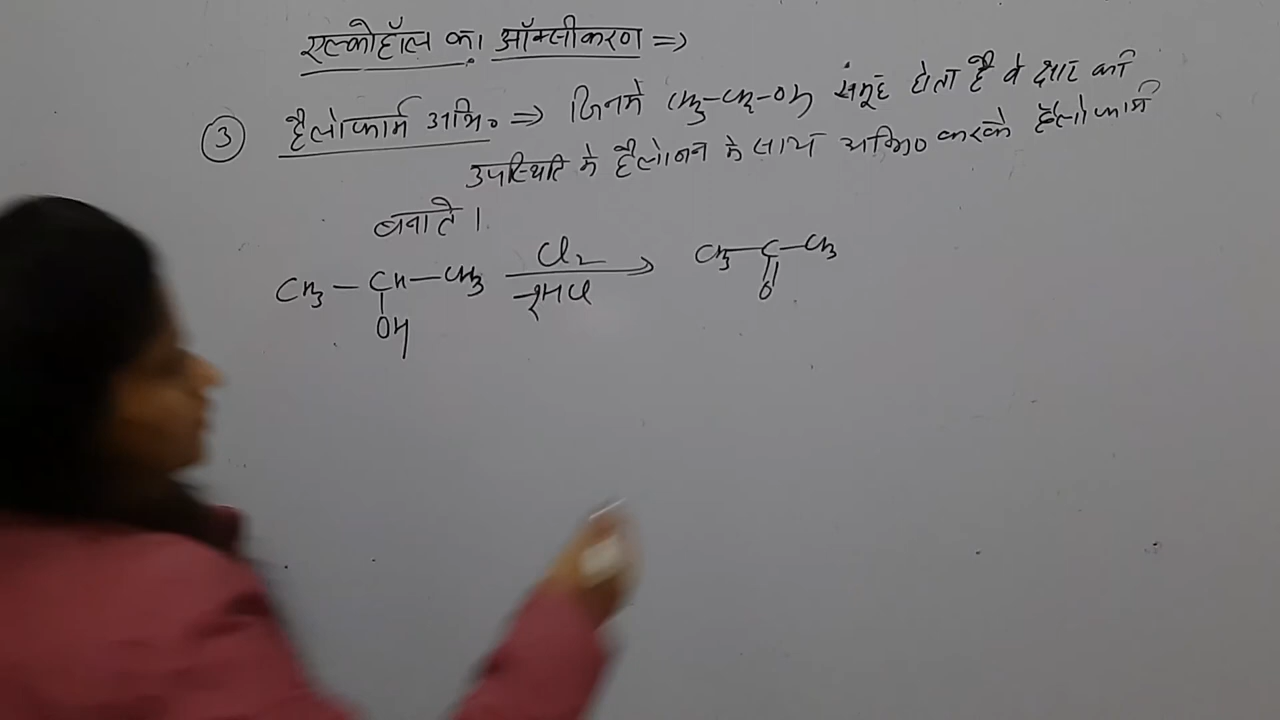 एल्कोहॉल का ऑक्सीकरण ⇒
③ हैलोफार्म अभि० ⇒ जिनमे CH3-CH-OH समूह होता है वे क्षार की
उपस्थिति मे हैलोजन के साथ अभि० करके हैलोफार्म
बनाते ।
CH3 — CH — CH3 Cl2 → CH3 — C — CH3
-2HCl
OH O